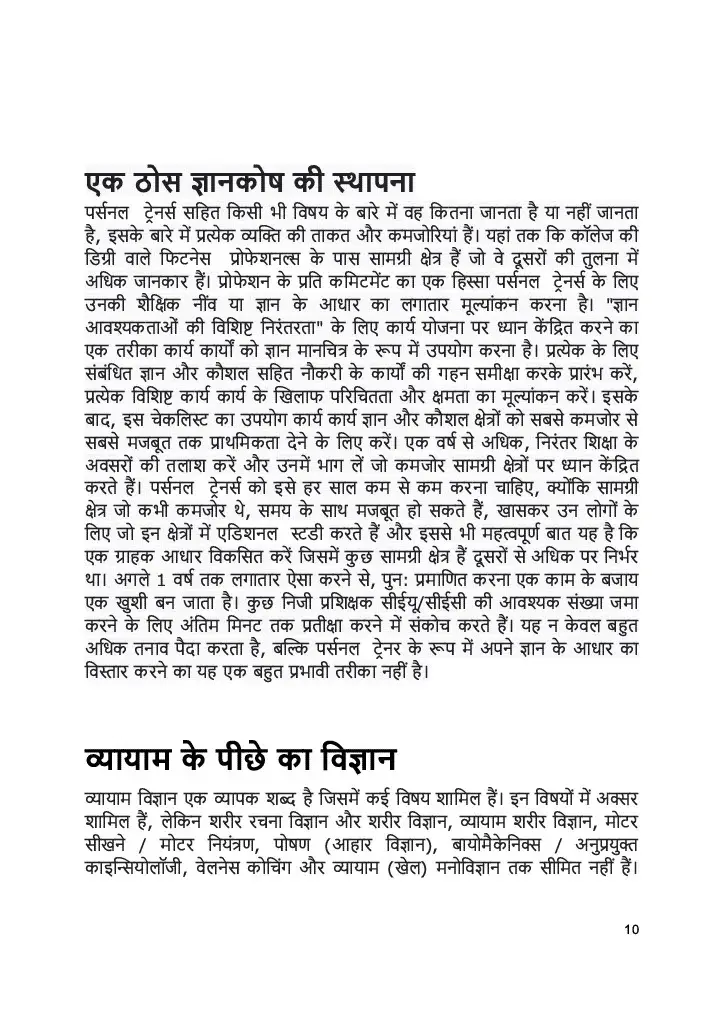 एक ठोस ज्ञानकोष की स्थापना
पर्सनल ट्रेनर्स सहित किसी भी विषय के बारे में वह कितना जानता है या नहीं जानता
है, इसके बारे में प्रत्येक व्यक्ति की ताकत और कमजोरियां हैं। यहां तक कि कॉलेज की
डिग्री वाले फिटनेस प्रोफेशनल्स के पास सामग्री क्षेत्र हैं जो वे दूसरों की तुलना में
अधिक जानकार हैं। प्रोफेशन के प्रति कमिटमेंट का एक हिस्सा पर्सनल ट्रेनर्स के लिए
उनकी शैक्षिक नींव या ज्ञान के आधार का लगातार मूल्यांकन करना है। "ज्ञान
आवश्यकताओं की विशिष्ट निरंतरता" के लिए कार्य योजना पर ध्यान केंद्रित करने का
एक तरीका कार्य कार्यों को ज्ञान मानचित्र के रूप में उपयोग करना है। प्रत्येक के लिए
संबंधित ज्ञान और कौशल सहित नौकरी के कार्यों की गहन समीक्षा करके प्रारंभ करें,
प्रत्येक विशिष्ट कार्य कार्य के खिलाफ परिचितता और क्षमता का मूल्यांकन करें। इसके
बाद, इस चेकलिस्ट का उपयोग कार्य कार्य ज्ञान और कौशल क्षेत्रों को सबसे कमजोर से
सबसे मजबूत तक प्राथमिकता देने के लिए करें। एक वर्ष से अधिक, निरंतर शिक्षा के
अवसरों की तलाश करें और उनमें भाग लें जो कमजोर सामग्री क्षेत्रों पर ध्यान केंद्रित
करते हैं। पर्सनल ट्रेनर्स को इसे हर साल कम से कम करना चाहिए, क्योंकि सामग्री
क्षेत्र जो कभी कमजोर थे, समय के साथ मजबूत हो सकते हैं, खासकर उन लोगों के
लिए जो इन क्षेत्रों में एडिशनल स्टडी करते हैं और इससे भी महत्वपूर्ण बात यह है कि
एक ग्राहक आधार विकसित करें जिसमें कुछ सामग्री क्षेत्र हैं दूसरों से अधिक पर निर्भर
था। अगले 1 वर्ष तक लगातार ऐसा करने से, पुन: प्रमाणित करना एक काम के बजाय
एक खुशी बन जाता है। कुछ निजी प्रशिक्षक सीईयू/सीईसी की आवश्यक संख्या जमा
करने के लिए अंतिम मिनट तक प्रतीक्षा करने में संकोच करते हैं। यह न केवल बहुत
अधिक तनाव पैदा करता है, बल्कि पर्सनल ट्रेनर के रूप में अपने ज्ञान के आधार का
विस्तार करने का यह एक बहुत प्रभावी तरीका नहीं है।
व्यायाम के पीछे का विज्ञान
व्यायाम विज्ञान एक व्यापक शब्द है जिसमें कई विषय शामिल हैं। इन विषयों में अक्सर
शामिल हैं, लेकिन शरीर रचना विज्ञान और शरीर विज्ञान, व्यायाम शरीर विज्ञान, मोटर
सीखने / मोटर नियंत्रण, पोषण (आहार विज्ञान), बायोमैकेनिक्स / अनुप्रयुक्त
काइन्सियोलॉजी, वेलनेस कोचिंग और व्यायाम (खेल) मनोविज्ञान तक सीमित नहीं हैं।
10